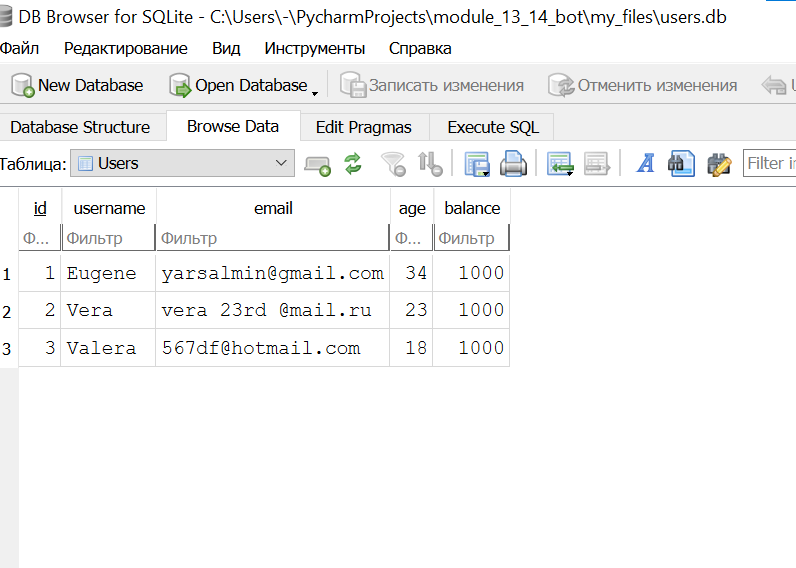 DB Browser for SQLite - C:\Users\-\PycharmProjects\module_13_14_bot\my_files\users.db
Файл Редактирование Вид Инструменты Справка
New Database Open Database Записать изменения Отменить изменения
Database Structure Browse Data Edit Pragmas Execute SQL
Таблица: Users A Filter in
id username email age balance
Ф... Фильтр Фильтр Ф... Фильтр
1 1 Eugene yarsalmin@gmail.com 34 1000
2 2 Vera vera 23rd @mail.ru 23 1000
3 3 Valera 567df@hotmail.com 18 1000